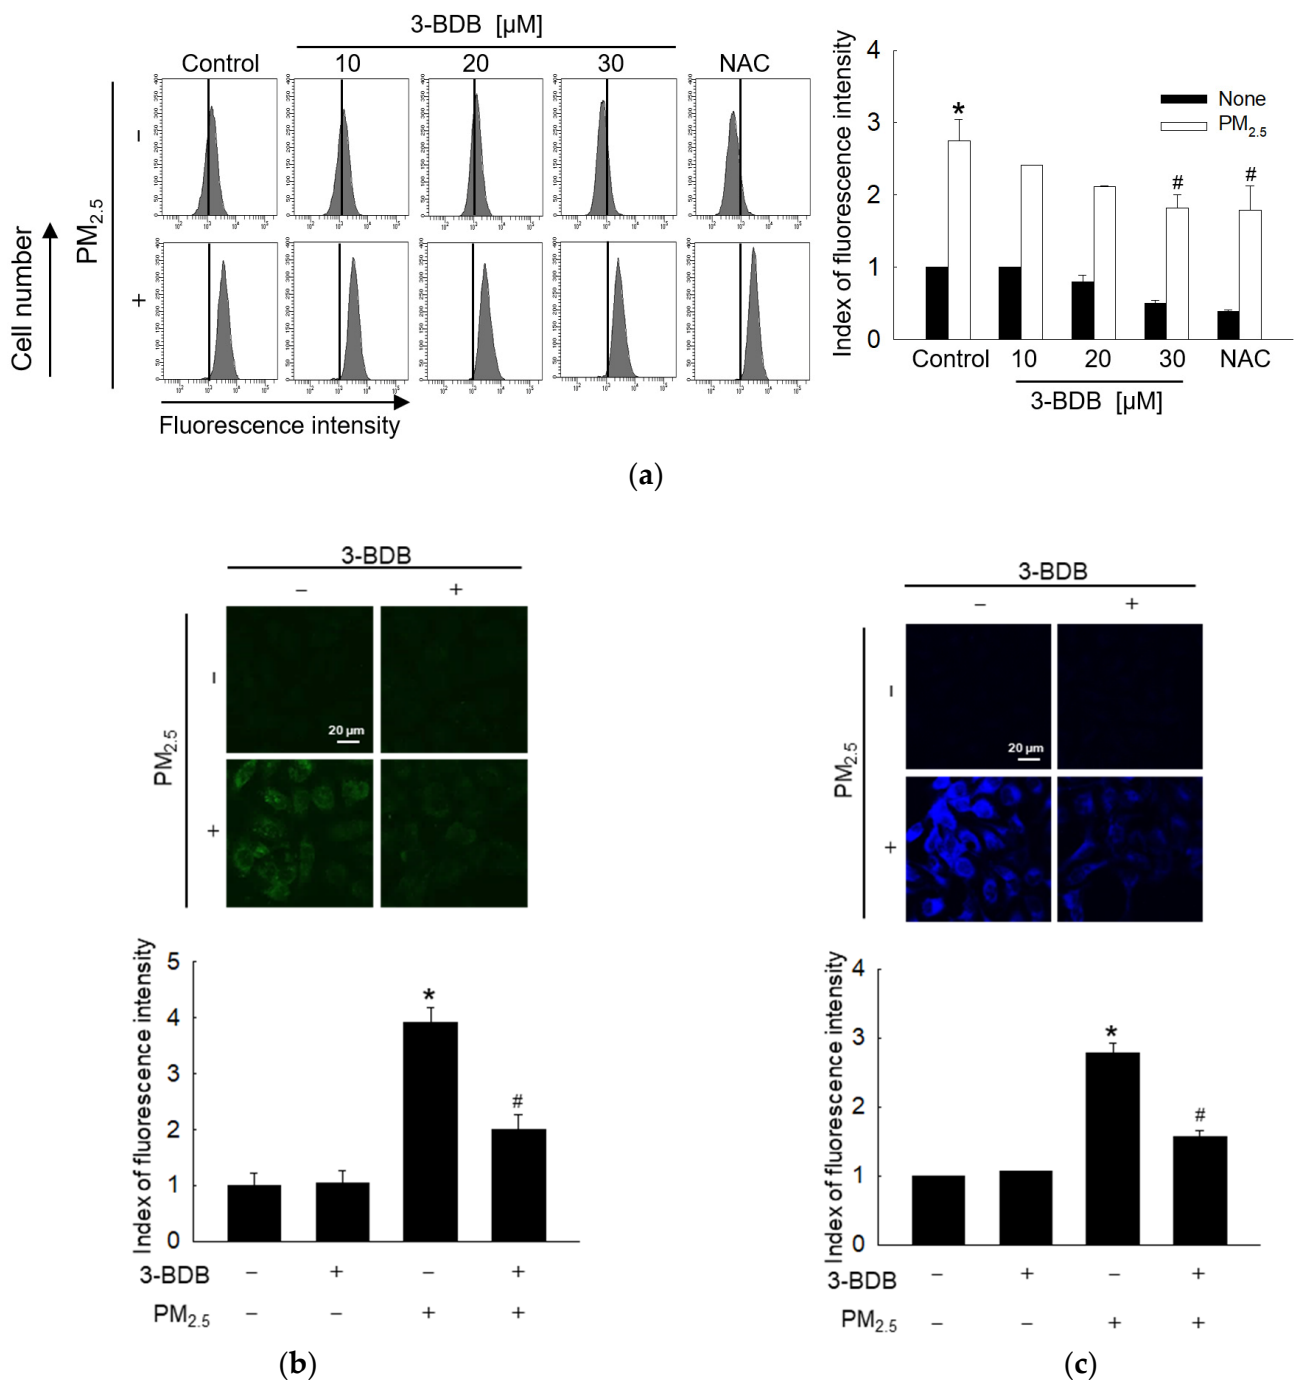 3-BDB [µM]
Control 10 20 30 NAC
PM2.5
−
+
Cell number
Fluorescence intensity
Index of fluorescence intensity
4
3
2
1
0
*
#
#
None
PM2.5
Control 10 20 30 NAC
3-BDB [µM]
(a)
3-BDB
− +
PM2.5
−
+
20 µm
Index of fluorescence intensity
5
4
3
2
1
0
*
#
3-BDB − + − +
PM2.5 − − + +
(b)
3-BDB
− +
PM2.5
−
+
20 µm
Index of fluorescence intensity
4
3
2
1
0
*
#
3-BDB − + − +
PM2.5 − − + +
(c)